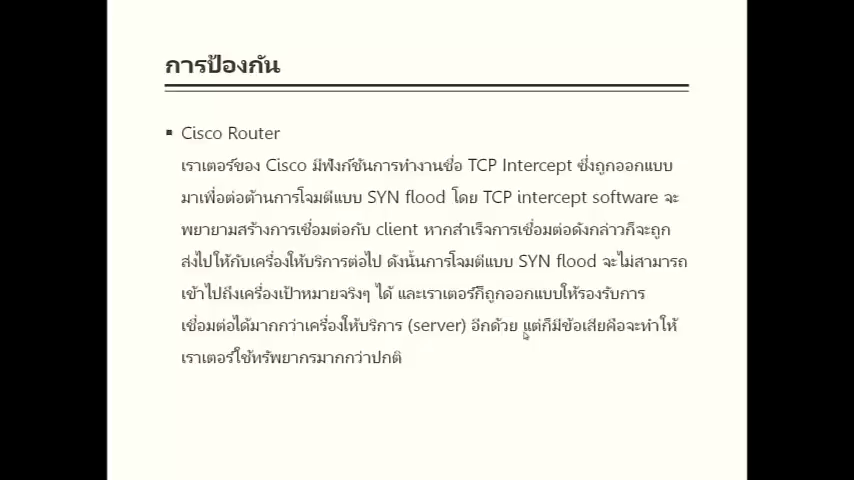 การป้องกัน
▪ Cisco Router
เราเตอร์ของ Cisco มีฟังก์ชันการทำงานชื่อ TCP Intercept ซึ่งถูกออกแบบ
มาเพื่อต่อต้านการโจมตีแบบ SYN flood โดย TCP intercept software จะ
พยายามสร้างการเชื่อมต่อกับ client หากสำเร็จการเชื่อมต่อดังกล่าวก็จะถูก
ส่งไปให้กับเครื่องให้บริการต่อไป ดังนั้นการโจมตีแบบ SYN flood จะไม่สามารถ
เข้าไปถึงเครื่องเป้าหมายจริงๆ ได้ และเราเตอร์ก็ถูกออกแบบให้รองรับการ
เชื่อมต่อได้มากกว่าเครื่องให้บริการ (server) อีกด้วย แต่ก็มีข้อเสียคือจะทำให้
เราเตอร์ใช้ทรัพยากรมากกว่าปกติ